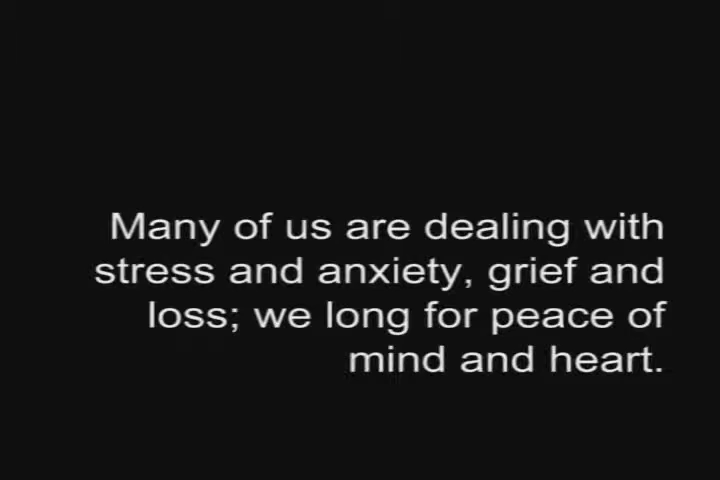 Many of us are dealing with
stress and anxiety, grief and
loss; we long for peace of
mind and heart.